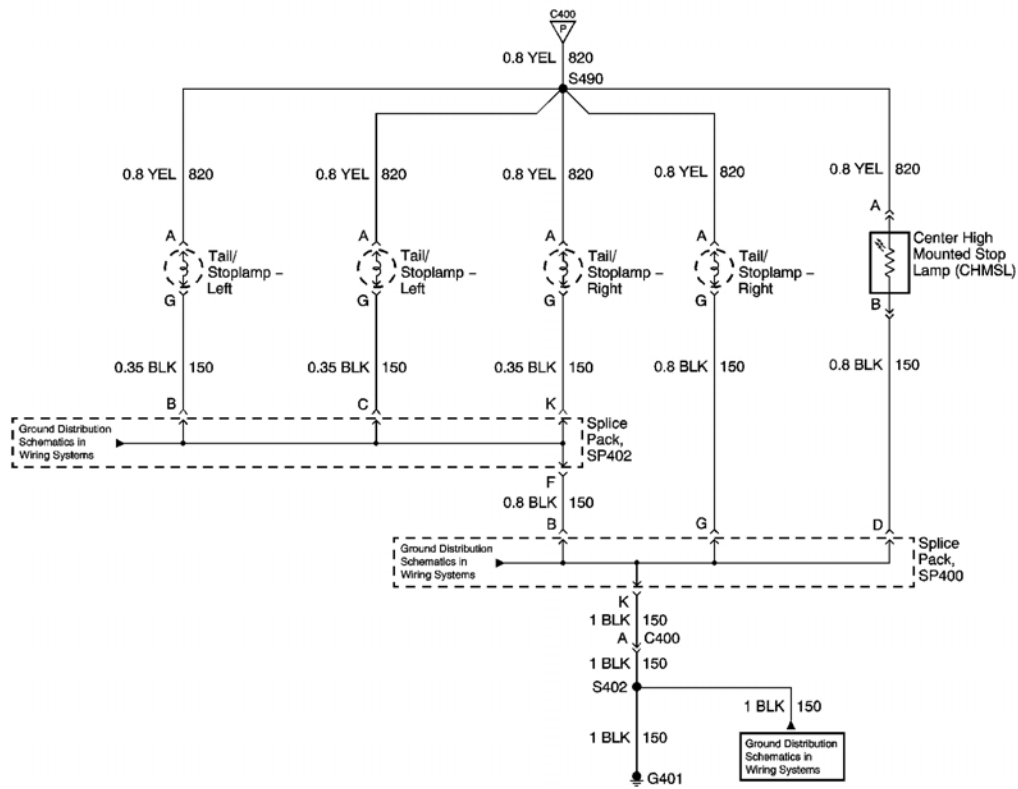 C400
P
0.8 YEL 820
S490
0.8 YEL 820
0.8 YEL 820
0.8 YEL 820
0.8 YEL 820
0.8 YEL 820
A
A
A
A
A
Tail/
Stoplamp –
Left
Tail/
Stoplamp –
Left
Tail/
Stoplamp –
Right
Tail/
Stoplamp –
Right
Center High
Mounted Stop
Lamp (CHMSL)
G
G
G
G
B
0.35 BLK 150
0.35 BLK 150
0.35 BLK 150
0.8 BLK 150
0.8 BLK 150
B
C
K
Ground Distribution
Schematics in
Wiring Systems
Splice
Pack,
SP402
F
0.8 BLK 150
B
G
D
Ground Distribution
Schematics in
Wiring Systems
Splice
Pack,
SP400
K
1 BLK 150
A C400
1 BLK 150
S402
1 BLK 150
1 BLK 150
Ground Distribution
Schematics in
Wiring Systems
G401